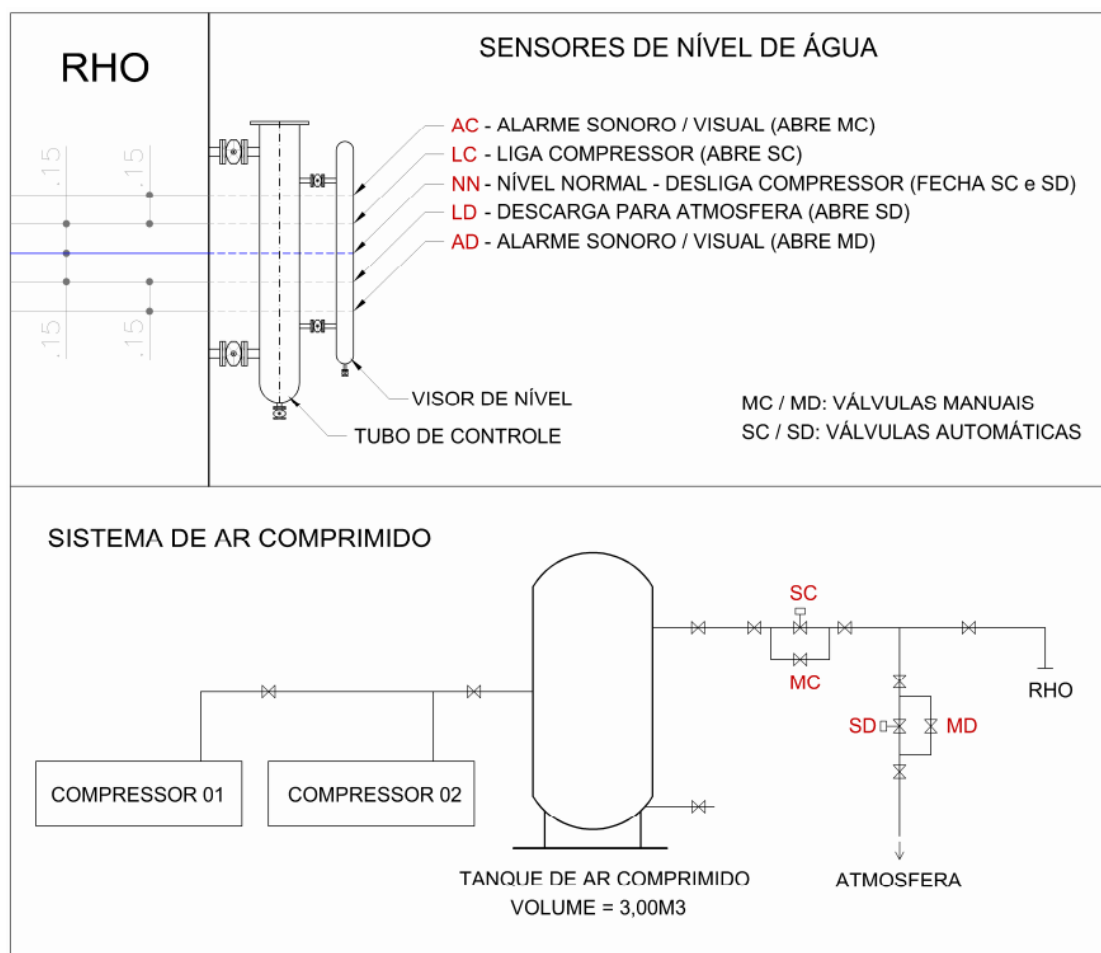 RHO
SENSORES DE NÍVEL DE ÁGUA
AC - ALARME SONORO / VISUAL (ABRE MC)
LC - LIGA COMPRESSOR (ABRE SC)
NN - NÍVEL NORMAL - DESLIGA COMPRESSOR (FECHA SC e SD)
LD - DESCARGA PARA ATMOSFERA (ABRE SD)
AD - ALARME SONORO / VISUAL (ABRE MD)
.15
.15
.15
.15
VISOR DE NÍVEL
TUBO DE CONTROLE
MC / MD: VÁLVULAS MANUAIS
SC / SD: VÁLVULAS AUTOMÁTICAS
SISTEMA DE AR COMPRIMIDO
SC
MC
RHO
SD
MD
COMPRESSOR 01
COMPRESSOR 02
TANQUE DE AR COMPRIMIDO
VOLUME = 3,00M3
ATMOSFERA